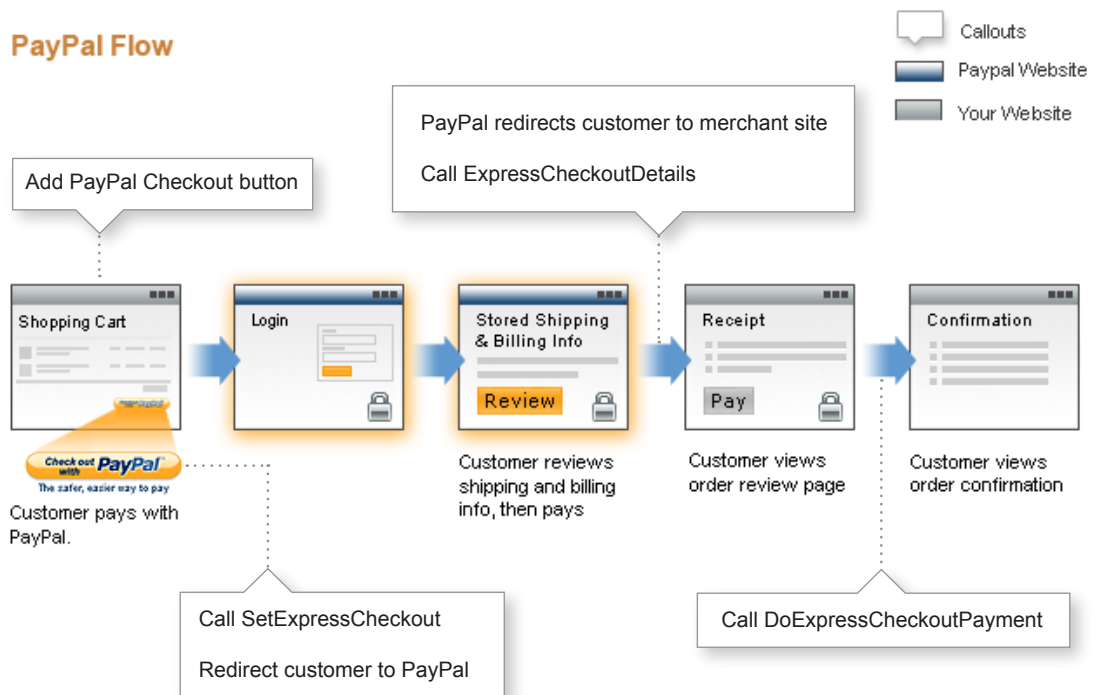 PayPal Flow
Callouts
Paypal Website
Your Website
Add PayPal Checkout button
PayPal redirects customer to merchant site
Call ExpressCheckoutDetails
Shopping Cart
Login
Stored Shipping
& Billing Info
Review
Receipt
Pay
Confirmation
Check out
with PayPal
The safer, easier way to pay
Customer pays with
PayPal.
Customer reviews
shipping and billing
info, then pays
Customer views
order review page
Customer views
order confirmation
Call SetExpressCheckout
Redirect customer to PayPal
Call DoExpressCheckoutPayment